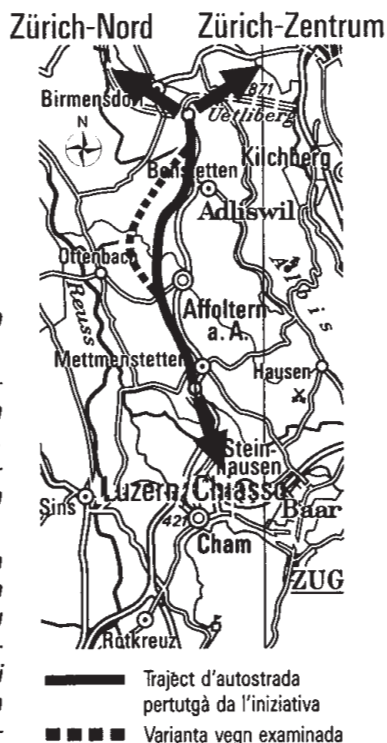 Zürich-Nord Zürich-Zentrum
Birmensdorf
871
Uetliberg
N
Bonstetten
Kilchberg
Adliswil
Ottenbach
Albis
Reuss
Affoltern
a. A.
Mettmenstetten
Hausen
Stein-
hausen
Luzern, Chiasso
Baar
Sins
421
Cham
ZUG
Rotkreuz
Traject d'autostrada
pertutgà da l'iniziativa
Varianta vegn examinada